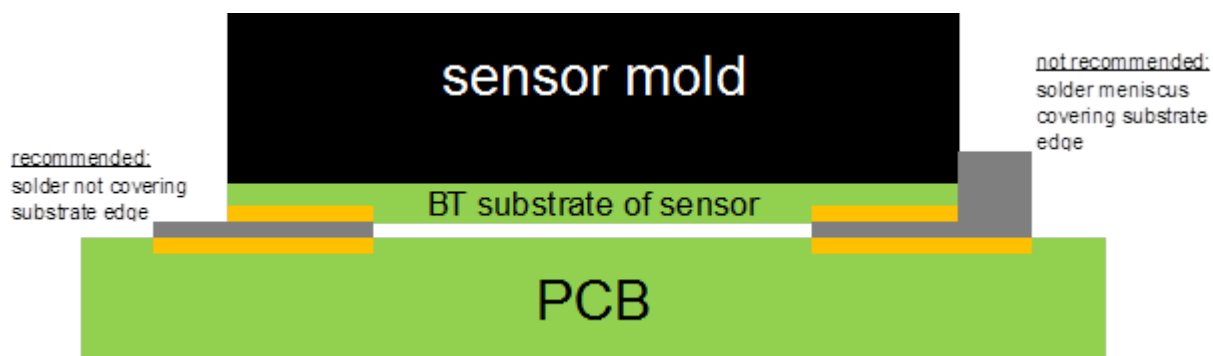 sensor mold
not recommended:
solder meniscus
covering substrate
edge
recommended:
solder not covering
substrate edge
BT substrate of sensor
PCB